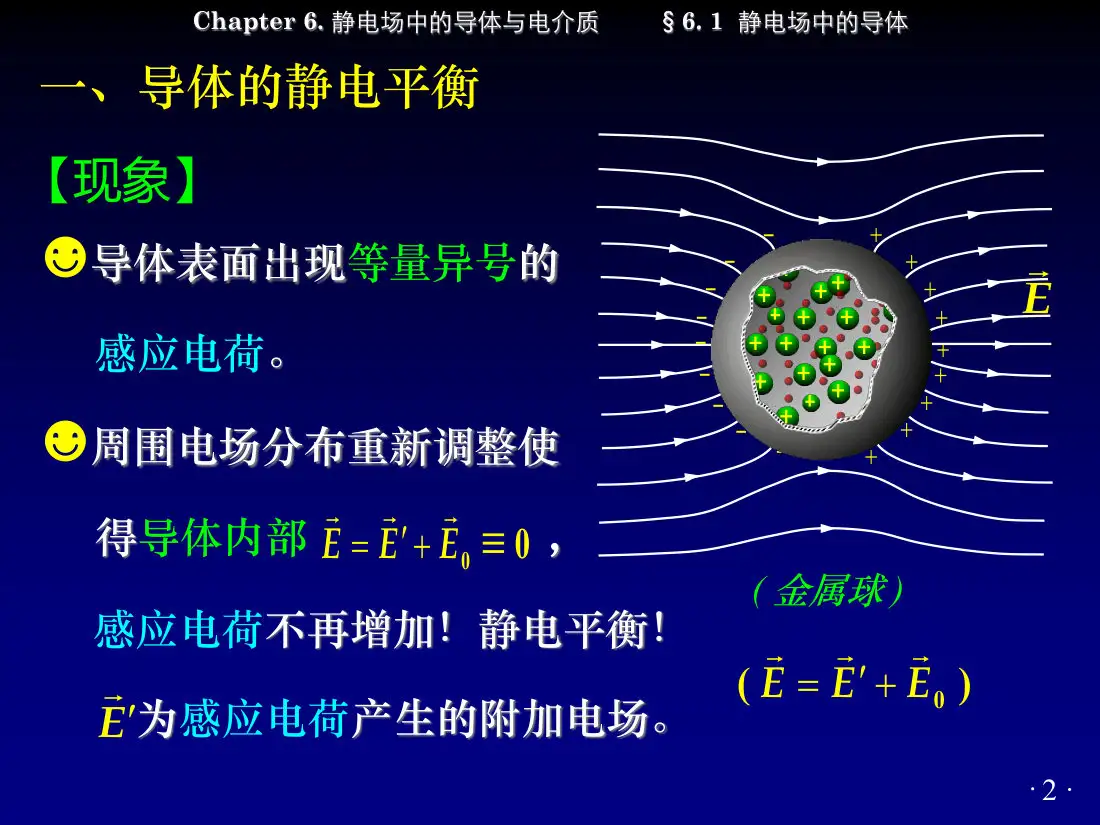 Chapter 6. 静电场中的导体与电介质 §6. 1 静电场中的导体
一、导体的静电平衡
【现象】
导体表面出现等量异号的
感应电荷。
周围电场分布重新调整使
得导体内部 E⃗ = E⃗′ + E⃗₀ ≡ 0 ，
感应电荷不再增加！静电平衡！
E⃗′为感应电荷产生的附加电场。
E⃗
（金属球）
( E⃗ = E⃗′ + E⃗₀ )
· 2 ·